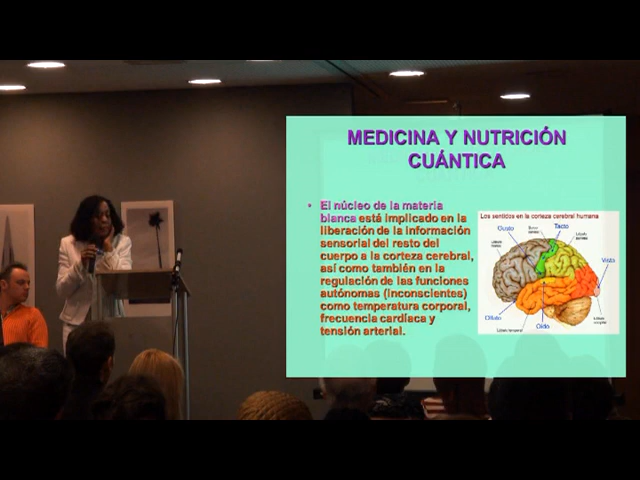 MEDICINA Y NUTRICIÓN
CUÁNTICA
• El núcleo de la materia
blanca está implicado en la
liberación de la información
sensorial del resto del
cuerpo a la corteza cerebral,
así como también en la
regulación de las funciones
autónomas (inconscientes)
como temperatura corporal,
frecuencia cardíaca y
tensión arterial.
Los sentidos en la corteza cerebral humana
Gusto
Tacto
Vista
Olfato
Oído
Lóbulo temporal